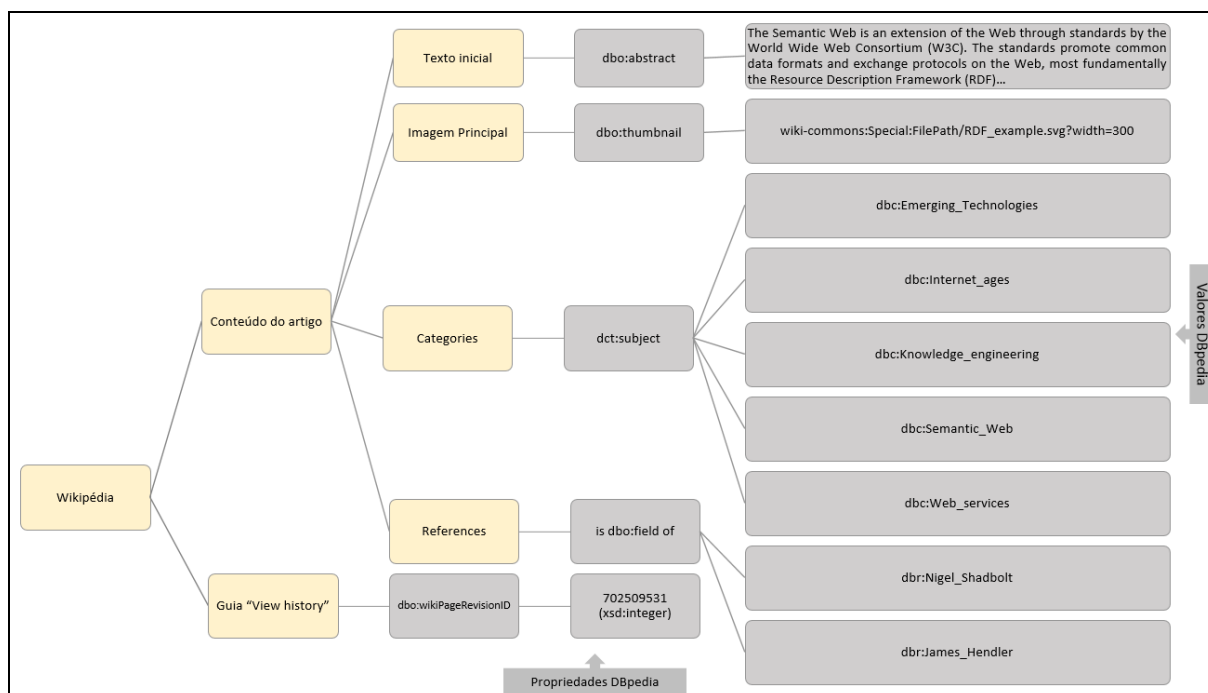 Texto inicial
dbo:abstract
The Semantic Web is an extension of the Web through standards by the
World Wide Web Consortium (W3C). The standards promote common
data formats and exchange protocols on the Web, most fundamentally
the Resource Description Framework (RDF)...
Imagem Principal
dbo:thumbnail
wiki-commons:Special:FilePath/RDF_example.svg?width=300
dbc:Emerging_Technologies
dbc:Internet_ages
Conteúdo do artigo
Categories
dct:subject
dbc:Knowledge_engineering
Valores DBpedia
dbc:Semantic_Web
Wikipédia
dbc:Web_services
References
is dbo:field of
dbr:Nigel_Shadbolt
Guia “View history”
dbo:wikiPageRevisionID
702509531
(xsd:integer)
dbr:James_Hendler
Propriedades DBpedia